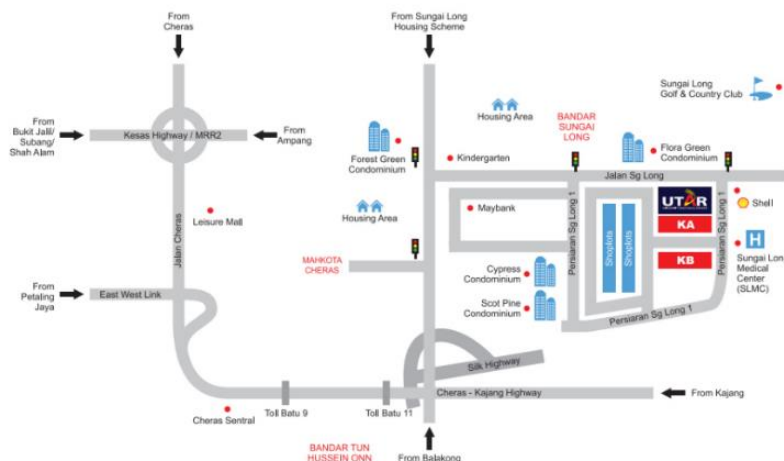 From
Cheras
From Sungai Long
Housing Scheme
Sungai Long
Golf & Country Club
From
Bukit Jalil/
Subang/
Shah Alam
Kesas Highway / MRR2
From
Ampang
Housing Area
BANDAR
SUNGAI
LONG
Forest Green
Condominium
Kindergarten
Flora Green
Condominium
Jalan Sg Long
Leisure Mall
Jalan Cheras
Housing Area
Maybank
Persiaran Sg Long 1
Shoplots
Shoplots
UTAR
KA
KB
Persiaran Sg Long 1
Shell
H
Sungai Long
Medical
Center
(SLMC)
MAHKOTA
CHERAS
Cypress
Condominium
Scot Pine
Condominium
Persiaran Sg Long 1
From
Petaling
Jaya
East West Link
Silk Highway
Cheras - Kajang Highway
From Kajang
Toll Batu 9
Toll Batu 11
Cheras Sentral
BANDAR TUN
HUSSEIN ONN
From Balakong